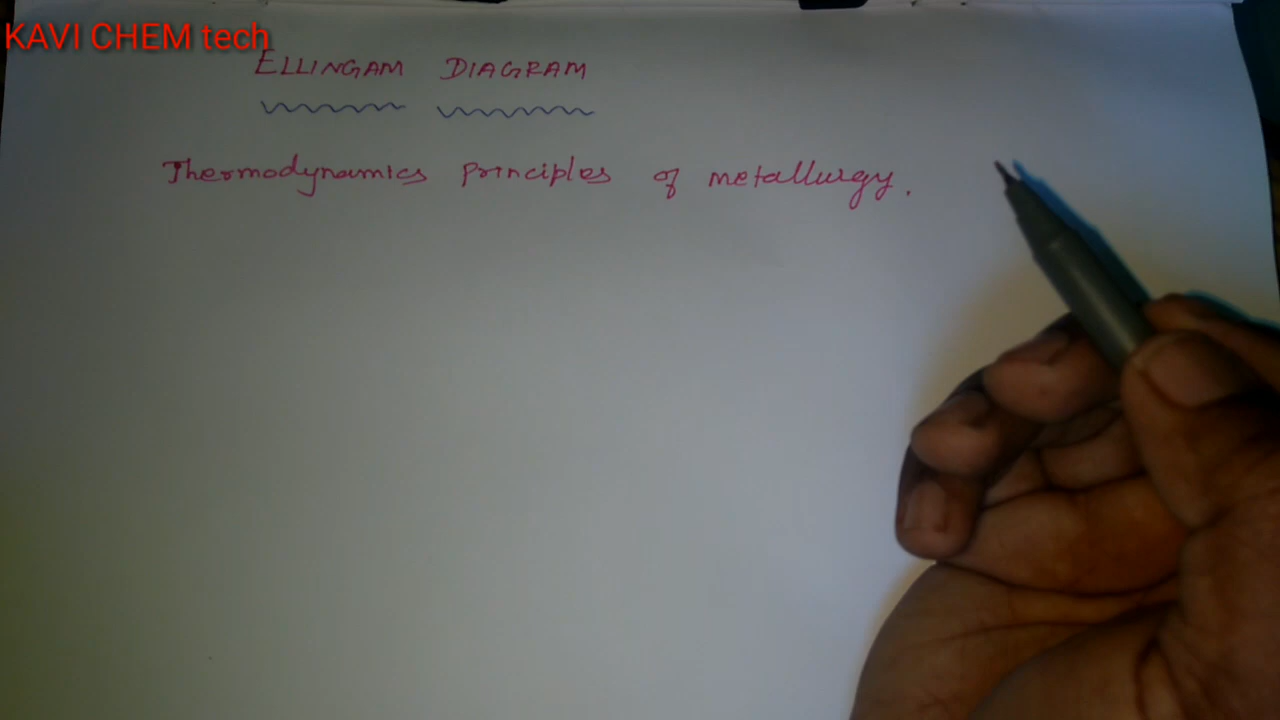 KAVI CHEM tech
ELLINGAM DIAGRAM
Thermodynamics principles of metallurgy.